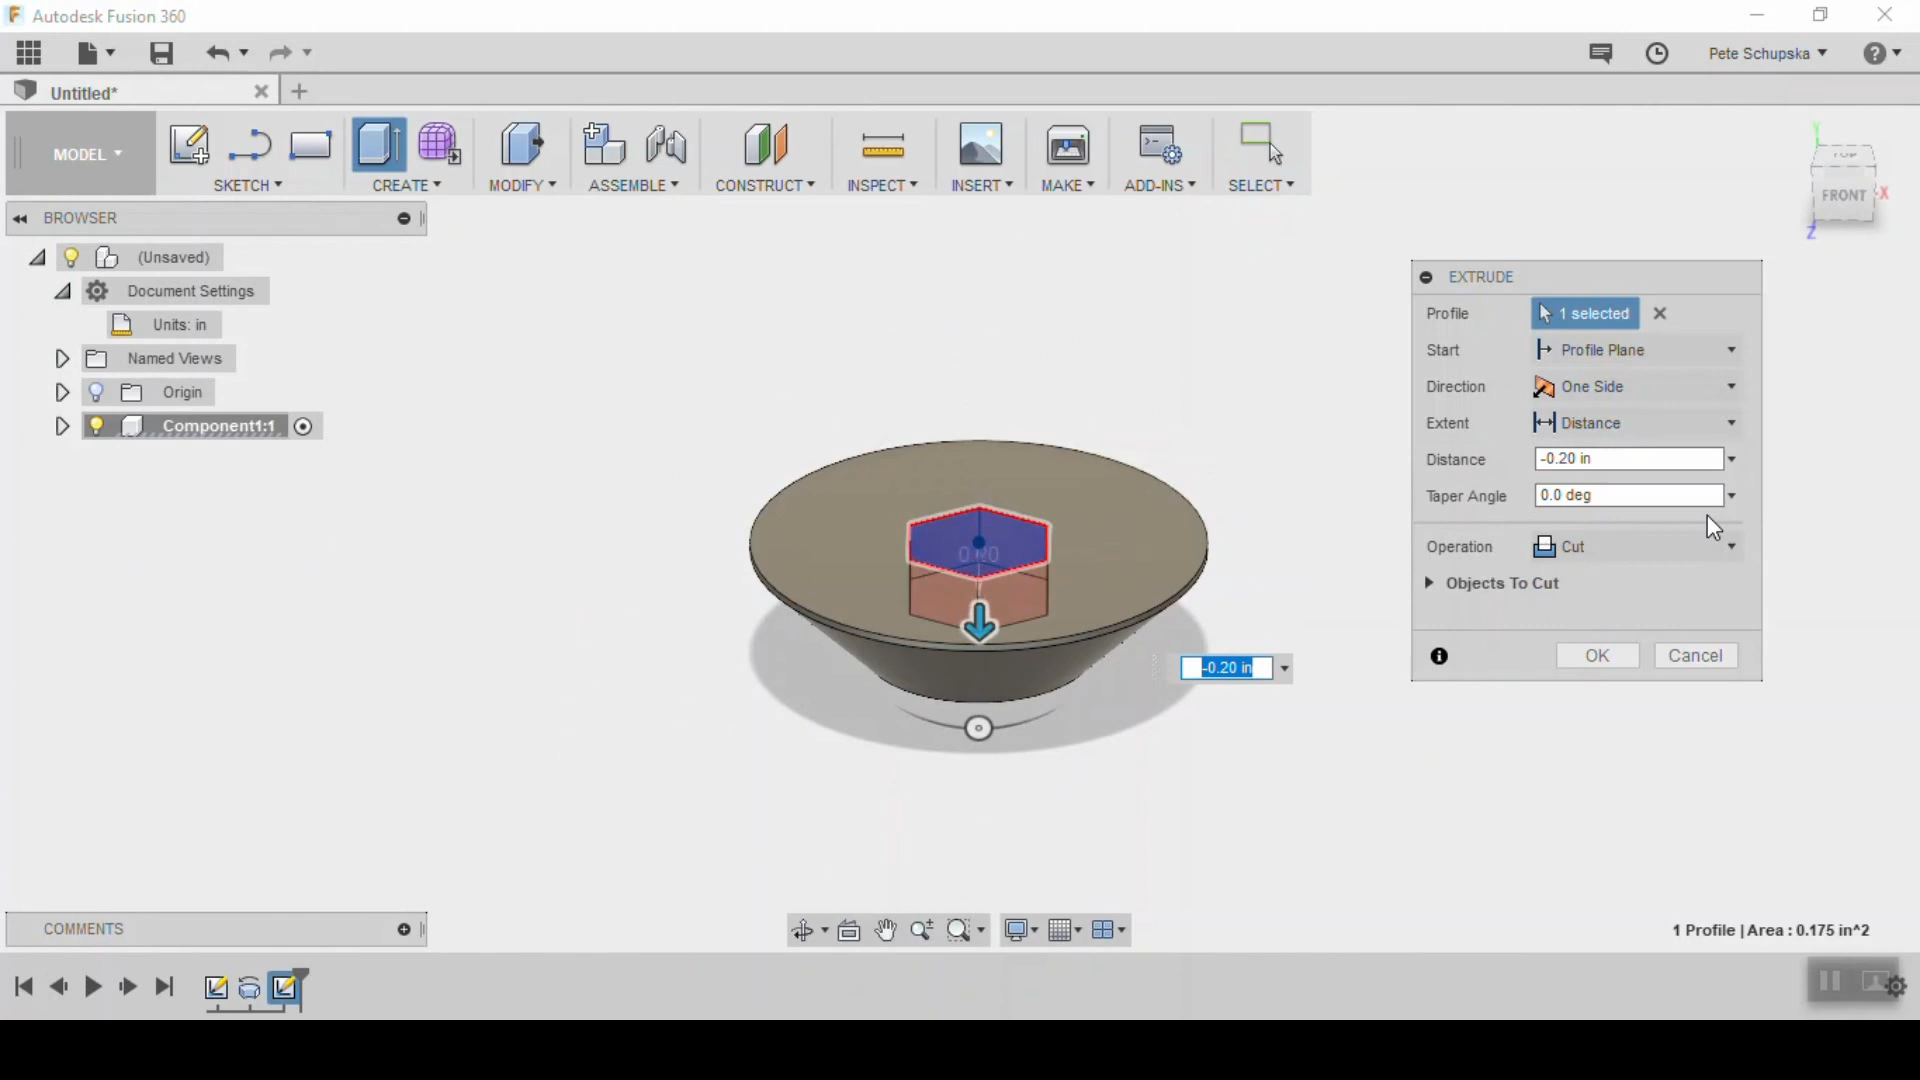 Autodesk Fusion 360
Pete Schupska
Untitled*
MODEL
SKETCH
CREATE
MODIFY
ASSEMBLE
CONSTRUCT
INSPECT
INSERT
MAKE
ADD-INS
SELECT
Y
TOP
FRONT
X
Z
BROWSER
(Unsaved)
Document Settings
Units: in
Named Views
Origin
Component1:1
EXTRUDE
Profile
1 selected
Start
Profile Plane
Direction
One Side
Extent
Distance
Distance
-0.20 in
Taper Angle
0.0 deg
Operation
Cut
Objects To Cut
OK
Cancel
0.20
-0.20 in
COMMENTS
1 Profile | Area : 0.175 in^2